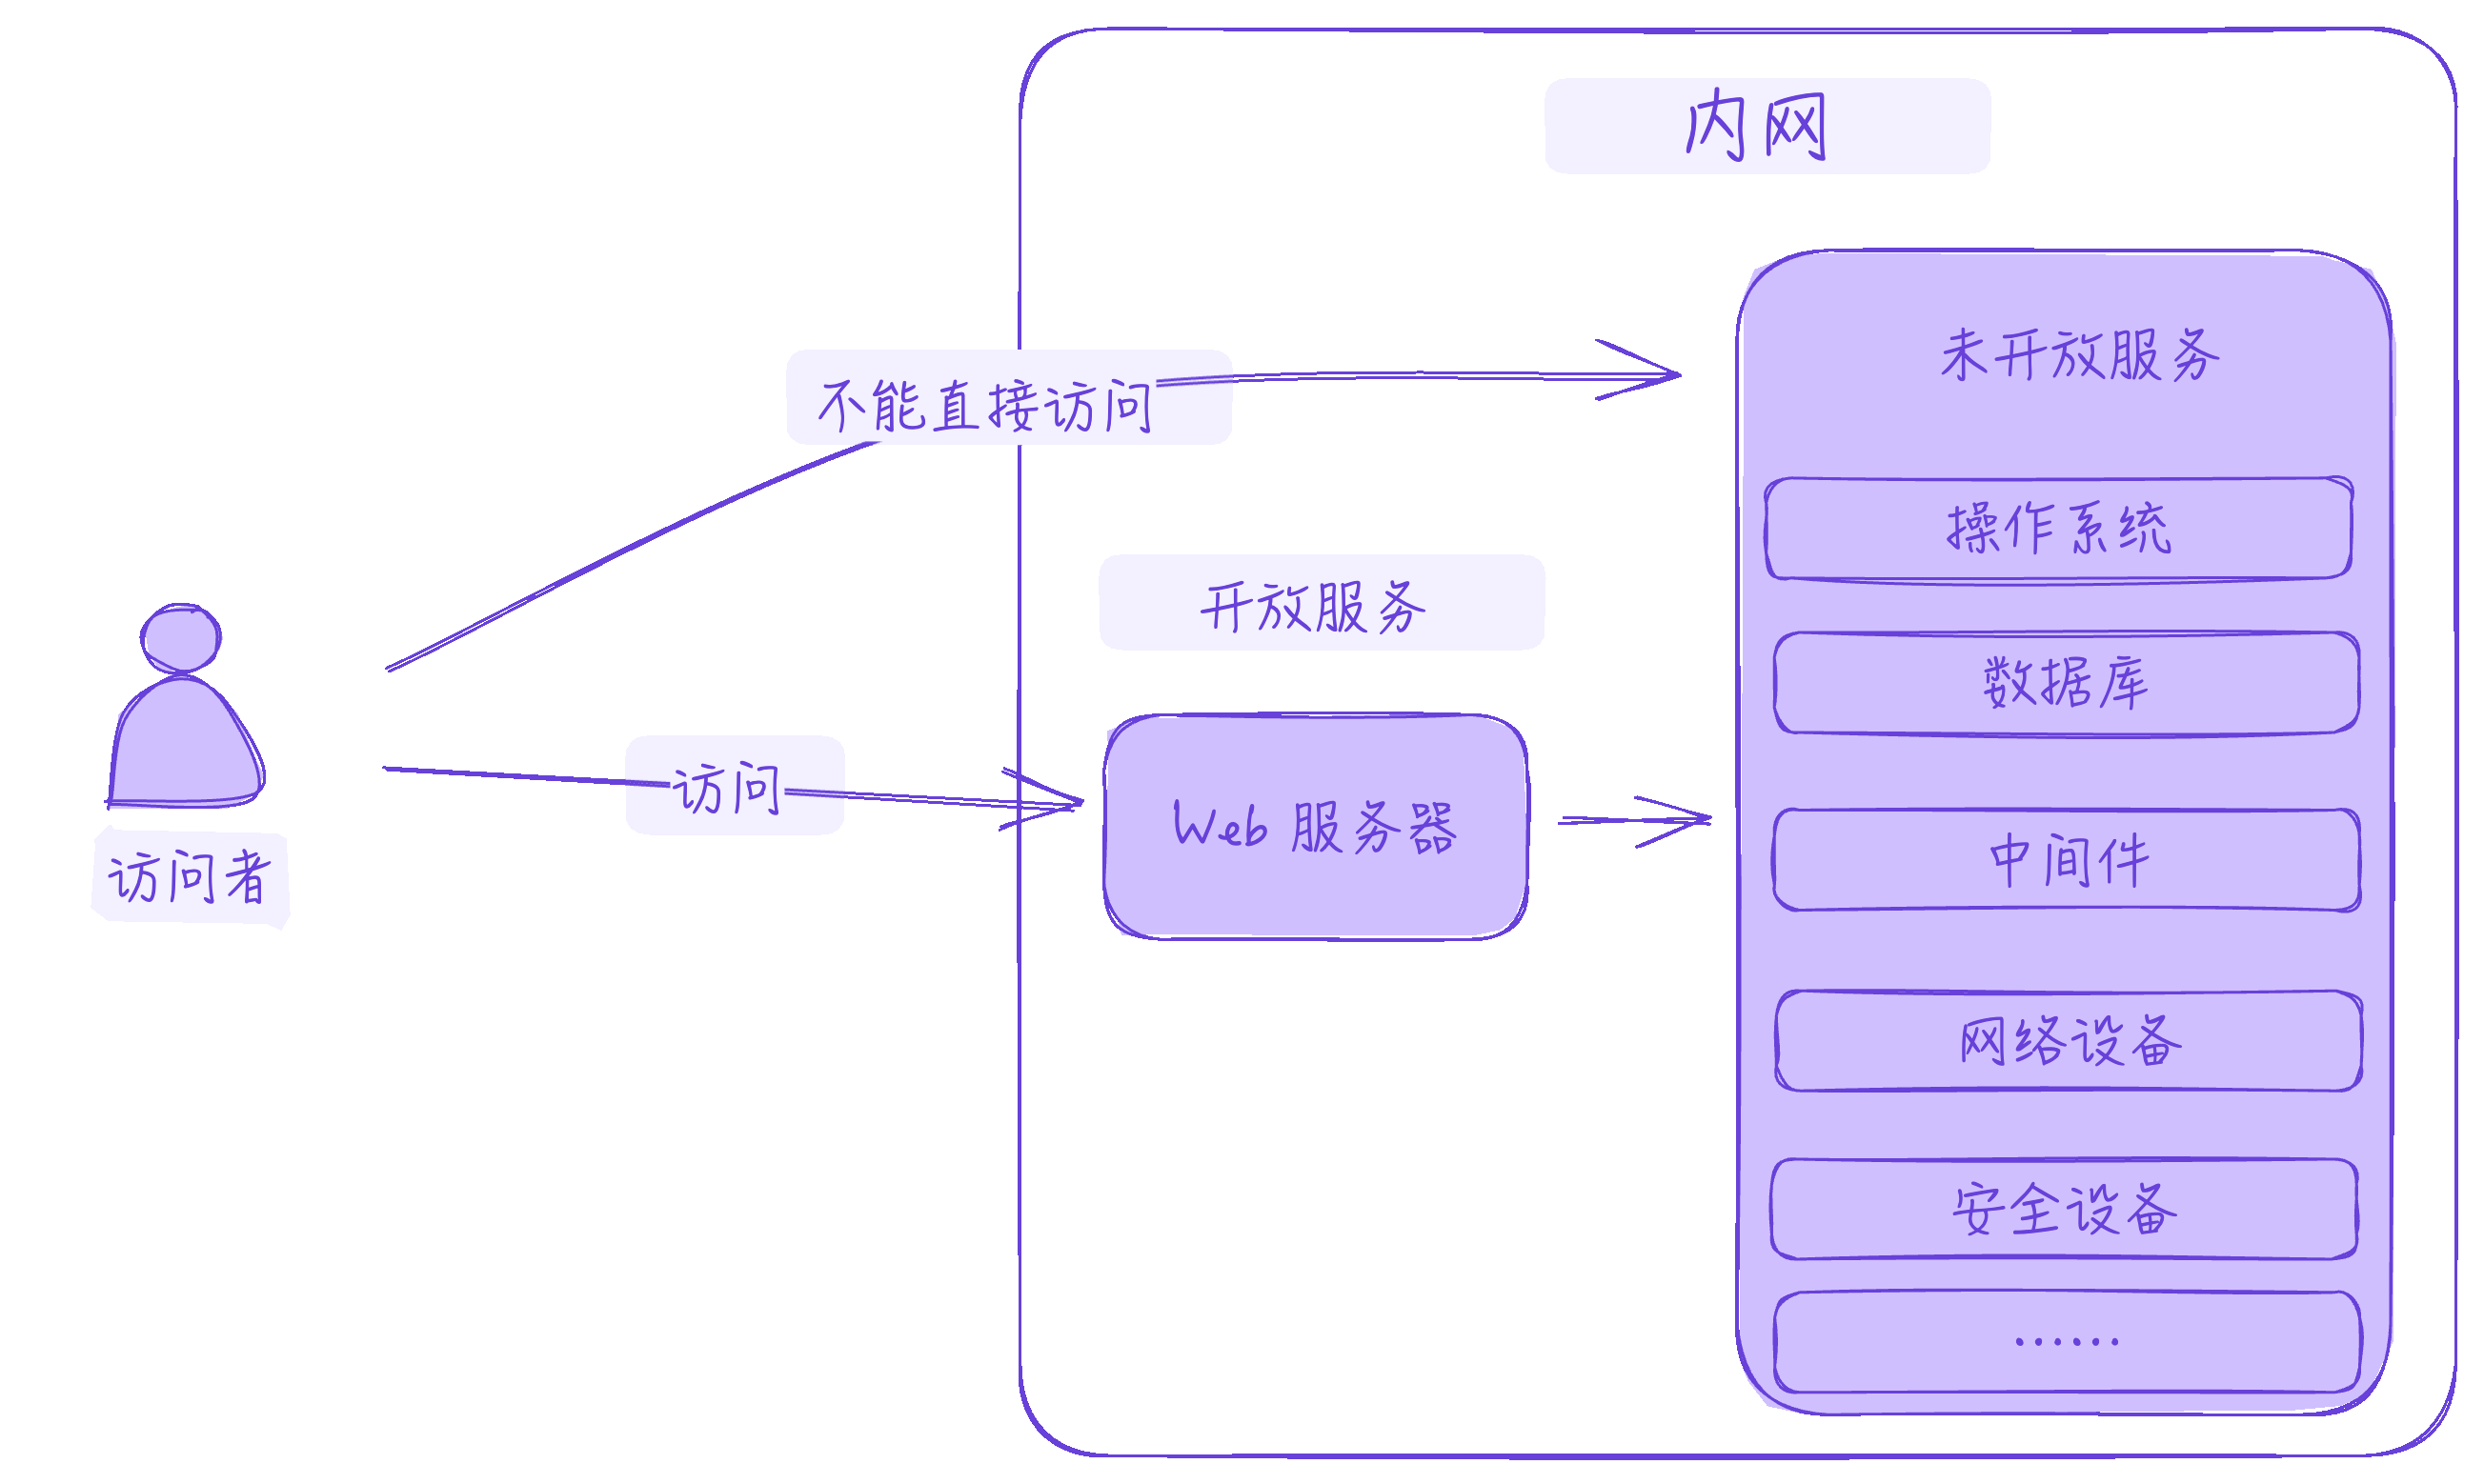 内网
未开放服务
不能直接访问
操作系统
开放服务
数据库
访问
Web 服务器
中间件
访问者
网络设备
安全设备
......